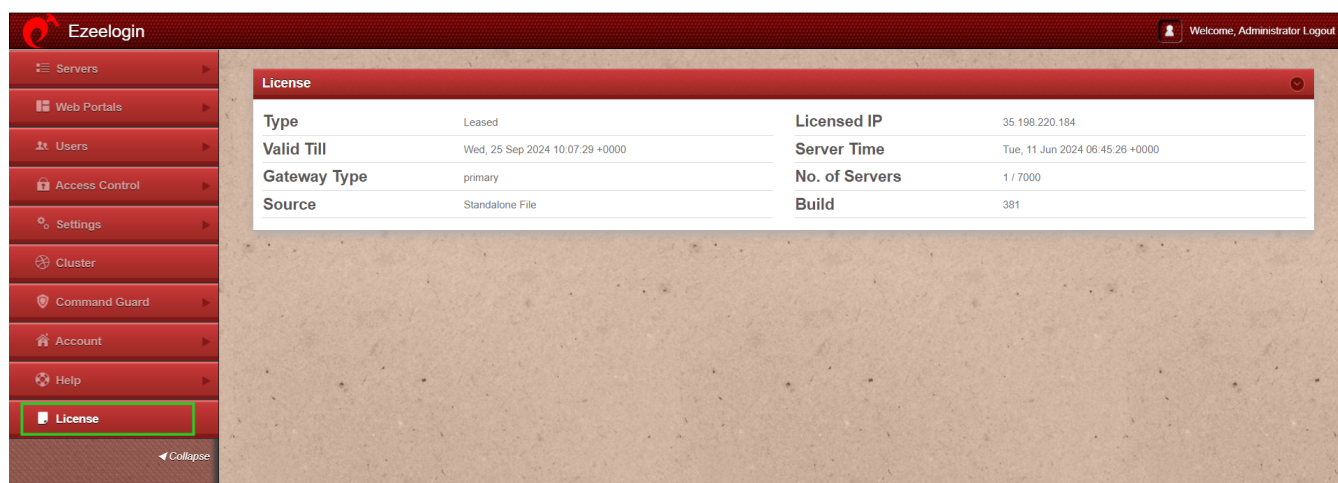 Ezeelogin
Welcome, Administrator Logout
Servers
Web Portals
Users
Access Control
Settings
Cluster
Command Guard
Account
Help
License
Collapse
License
Type Leased Licensed IP 35.198.220.184
Valid Till Wed, 25 Sep 2024 10:07:29 +0000 Server Time Tue, 11 Jun 2024 06:45:26 +0000
Gateway Type primary No. of Servers 1 / 7000
Source Standalone File Build 381